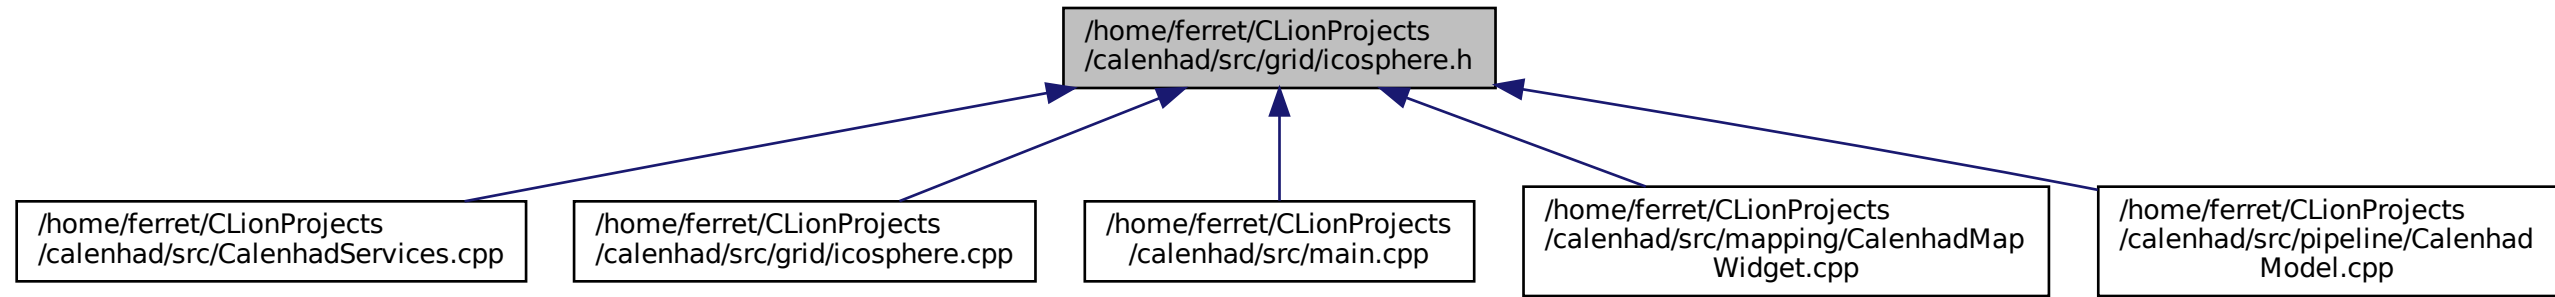 /home/ferret/CLionProjects
/calenhad/src/grid/icosphere.h
/home/ferret/CLionProjects
/calenhad/src/CalenhadServices.cpp
/home/ferret/CLionProjects
/calenhad/src/grid/icosphere.cpp
/home/ferret/CLionProjects
/calenhad/src/main.cpp
/home/ferret/CLionProjects
/calenhad/src/mapping/CalenhadMap
Widget.cpp
/home/ferret/CLionProjects
/calenhad/src/pipeline/Calenhad
Model.cpp